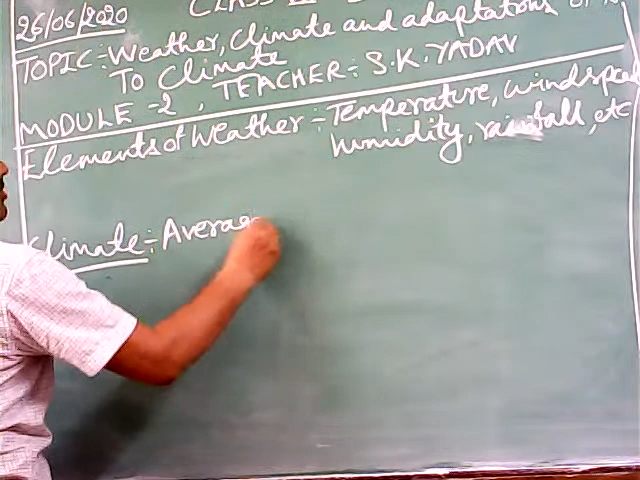 26/06/2020 CLASS
TOPIC :- Weather, Climate and adaptations of
To Climate
MODULE - 2, TEACHER :- S.K. YADAV
Elements of Weather :- Temperature, windspeed
humidity, rainfall, etc
Climate :- Averag